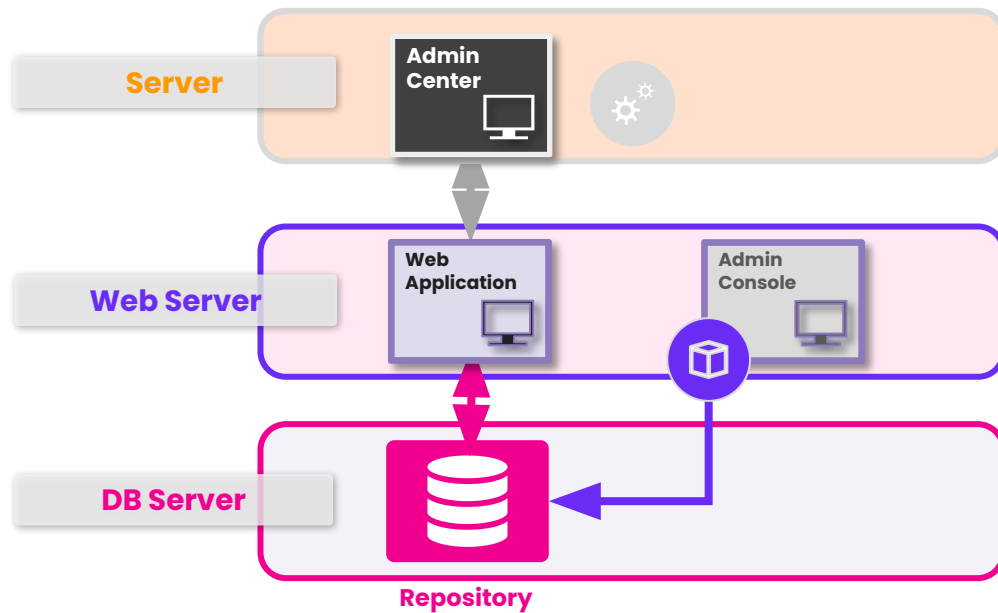 Server
Admin
Center
Web Server
Web
Application
Admin
Console
DB Server
Repository